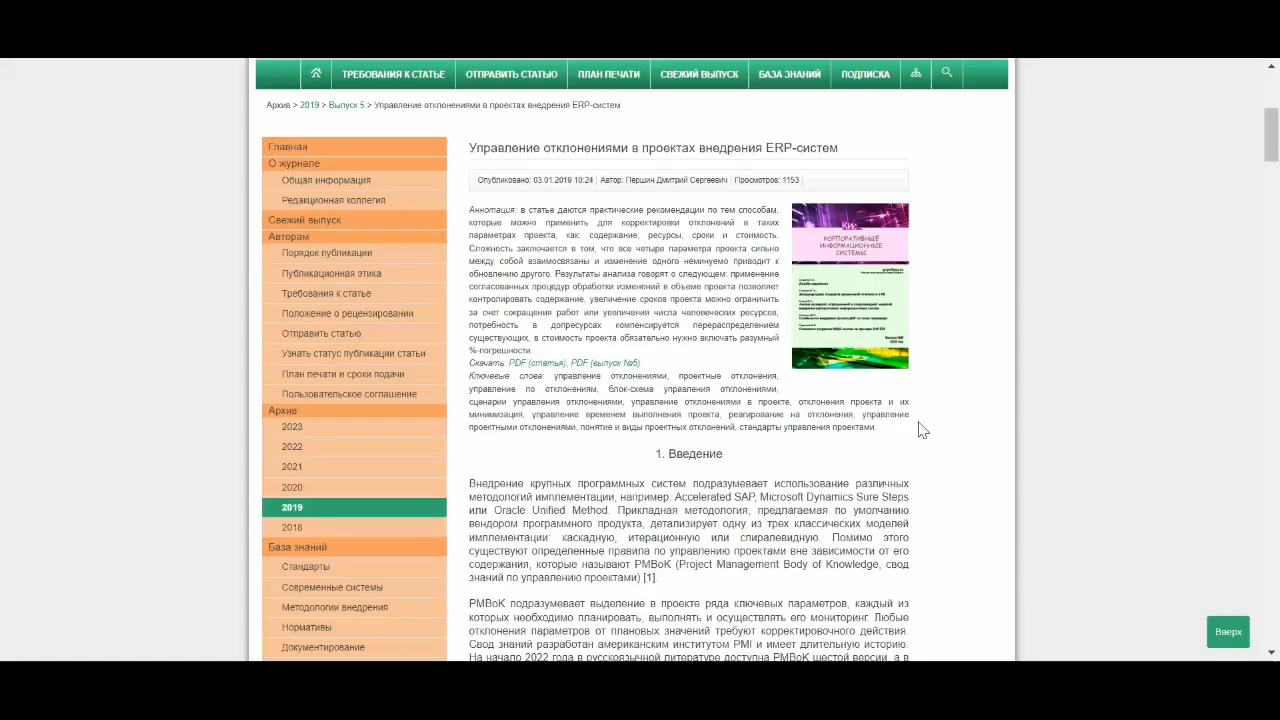 ТРЕБОВАНИЯ К СТАТЬЕ ОТПРАВИТЬ СТАТЬЮ ПЛАН ПЕЧАТИ СВЕЖИЙ ВЫПУСК БАЗА ЗНАНИЙ ПОДПИСКА
Архив > 2019 > Выпуск 5 > Управление отклонениями в проектах внедрения ERP-систем
Главная
О журнале
Общая информация
Редакционная коллегия
Свежий выпуск
Авторам
Порядок публикации
Публикационная этика
Требования к статье
Положение о рецензировании
Отправить статью
Узнать статус публикации статьи
План печати и сроки подачи
Пользовательское соглашение
Архив
2023
2022
2021
2020
2019
2018
База знаний
Стандарты
Современные системы
Методологии внедрения
Нормативы
Документирование
Управление отклонениями в проектах внедрения ERP-систем
Опубликовано: 03.01.2019 10:24 Автор: Першин Дмитрий Сергеевич Просмотров: 1153
Аннотация: в статье даются практические рекомендации по тем способам,
которые можно применить для корректировки отклонений в таких
параметрах проекта, как: содержание, ресурсы, сроки и стоимость.
Сложность заключается в том, что все четыре параметра проекта сильно
между собой взаимосвязаны и изменение одного неминуемо приводит к
обновлению другого. Результаты анализа говорят о следующем: применение
согласованных процедур обработки изменений в объеме проекта позволяет
контролировать содержание, увеличение сроков проекта можно ограничить
за счет сокращения работ или увеличения числа человеческих ресурсов,
потребность в допресурсах компенсируется перераспределением
существующих, в стоимость проекта обязательно нужно включать разумный
%-погрешности.
Скачать: PDF (статья), PDF (выпуск №5)
Ключевые слова: управление отклонениями, проектные отклонения,
управление по отклонениям, блок-схема управления отклонениями,
сценарии управления отклонениями, управление отклонениями в проекте, отклонения проекта и их
минимизация, управление временем выполнения проекта, реагирование на отклонения, управление
проектными отклонениями, понятие и виды проектных отклонений, стандарты управления проектами.
КОРПОРАТИВНЫЕ
ИНФОРМАЦИОННЫЕ
СИСТЕМЫ
1. Введение
Внедрение крупных программных систем подразумевает использование различных
методологий имплементации, например: Accelerated SAP, Microsoft Dynamics Sure Steps
или Oracle Unified Method. Прикладная методология, предлагаемая по умолчанию
вендором программного продукта, детализирует одну из трех классических моделей
имплементации: каскадную, итерационную или спиралевидную. Помимо этого
существуют определенные правила по управлению проектами вне зависимости от его
содержания, которые называют PMBoK (Project Management Body of Knowledge, свод
знаний по управлению проектами) [1].
PMBoK подразумевает выделение в проекте ряда ключевых параметров, каждый из
которых необходимо планировать, выполнять и осуществлять его мониторинг. Любые
отклонения параметров от плановых значений требуют корректировочного действия.
Свод знаний разработан американским институтом PMI и имеет длительную историю.
На начало 2022 года в русскоязычной литературе доступна PMBoK шестой версии, а в
Вверх